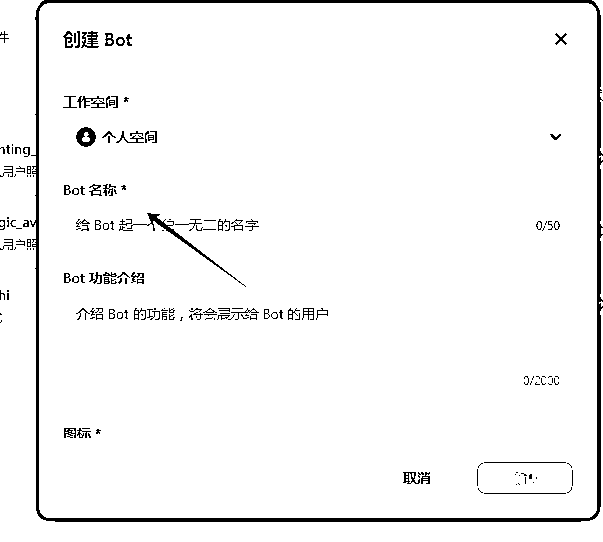 创建 Bot
件
工作空间 *
个人空间
nting_
用户照
Bot 名称 *
给 Bot 起一个独一无二的名字
0/50
gic_av
用户照
Bot 功能介绍
hi
介绍 Bot 的功能，将会展示给 Bot 的用户
0/2000
图标 *
取消